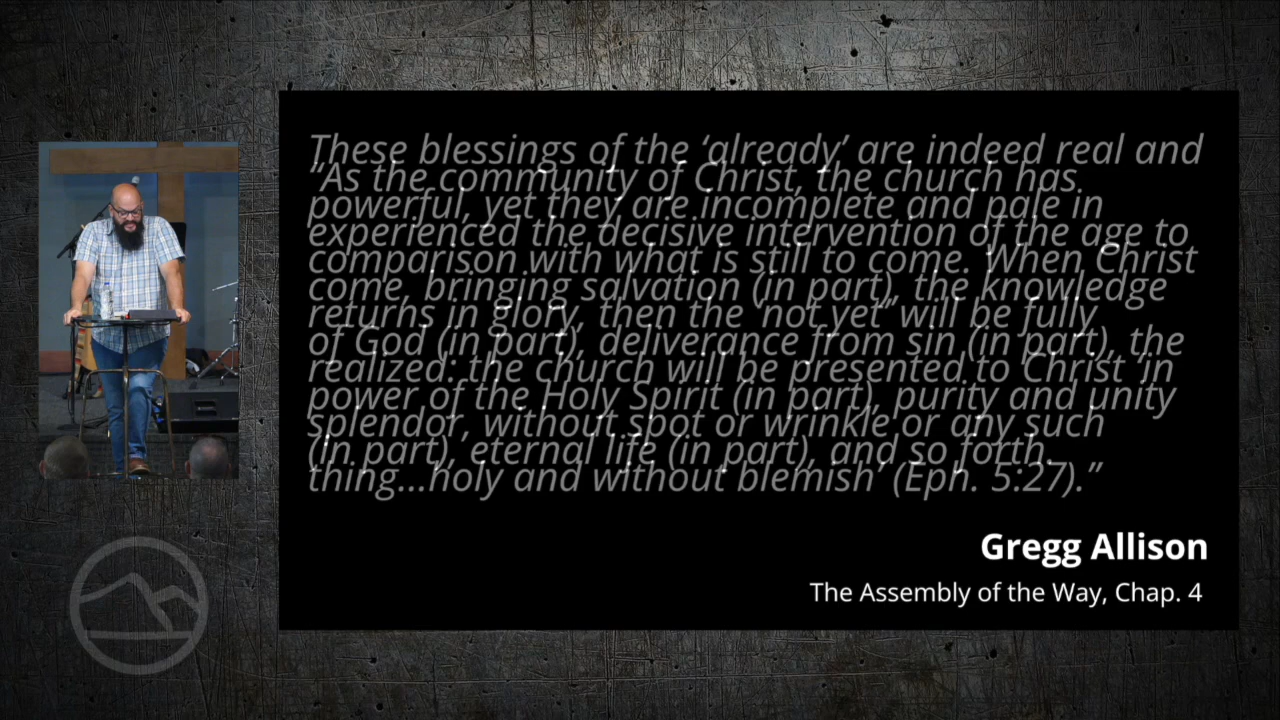 These blessings of the ‘already’ are indeed real and
“As the community of Christ, the church has
powerful, yet they are incomplete and pale in
experienced the decisive intervention of the age to
comparison with what is still to come. When Christ
come, bringing salvation (in part), the knowledge
returns in glory, then the ‘not yet’ will be fully
of God (in part), deliverance from sin (in part), the
realized: the church will be presented to Christ ‘in
power of the Holy Spirit (in part), purity and unity
splendor, without spot or wrinkle or any such
(in part), eternal life (in part), and so forth.
thing...holy and without blemish’ (Eph. 5:27).”
Gregg Allison
The Assembly of the Way, Chap. 4